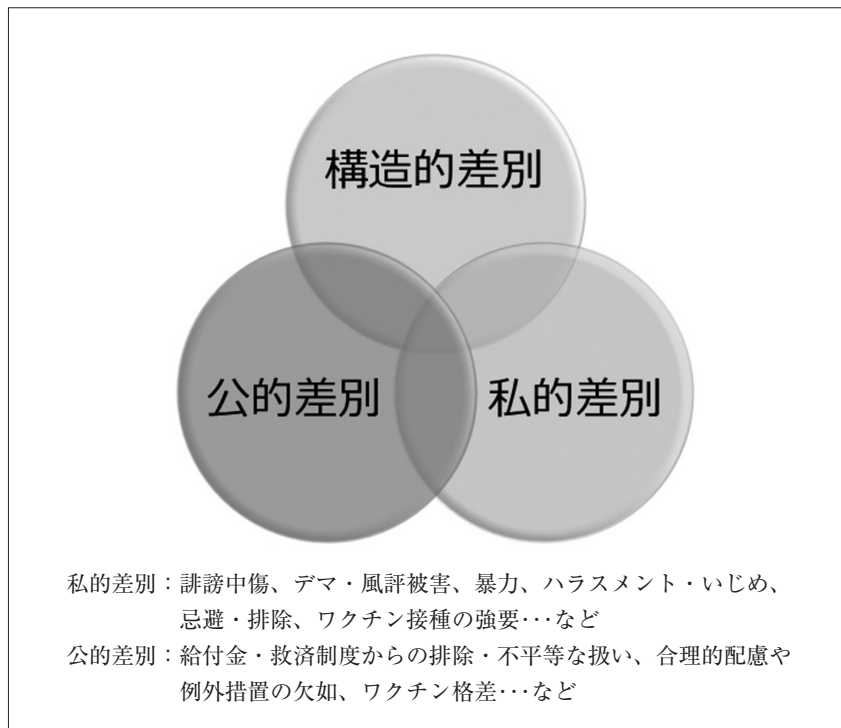 構造的差別
公的差別
私的差別
私的差別：誹謗中傷、デマ・風評被害、暴力、ハラスメント・いじめ、
忌避・排除、ワクチン接種の強要･･･など
公的差別：給付金・救済制度からの排除・不平等な扱い、合理的配慮や
例外措置の欠如、ワクチン格差･･･など